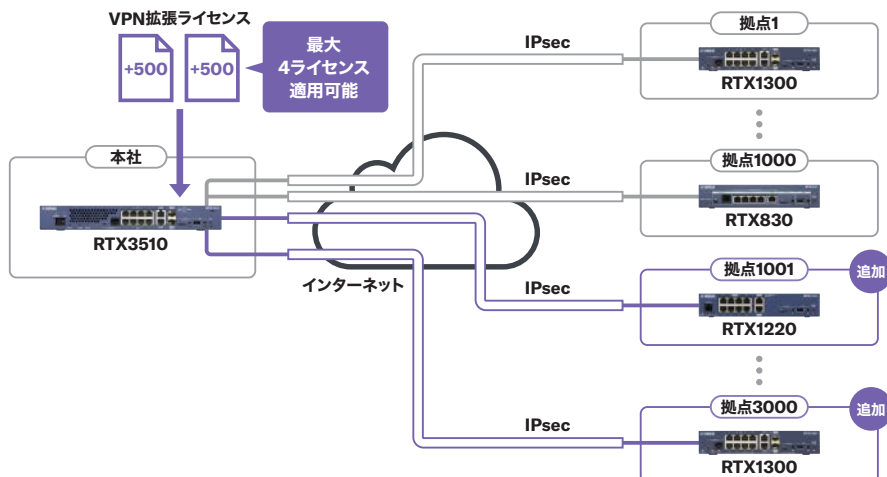 VPN拡張ライセンス
+500
+500
最大
4ライセンス
適用可能
本社
RTX3510
インターネット
IPsec
拠点1
RTX1300
IPsec
拠点1000
RTX830
IPsec
拠点1001
追加
RTX1220
IPsec
拠点3000
追加
RTX1300